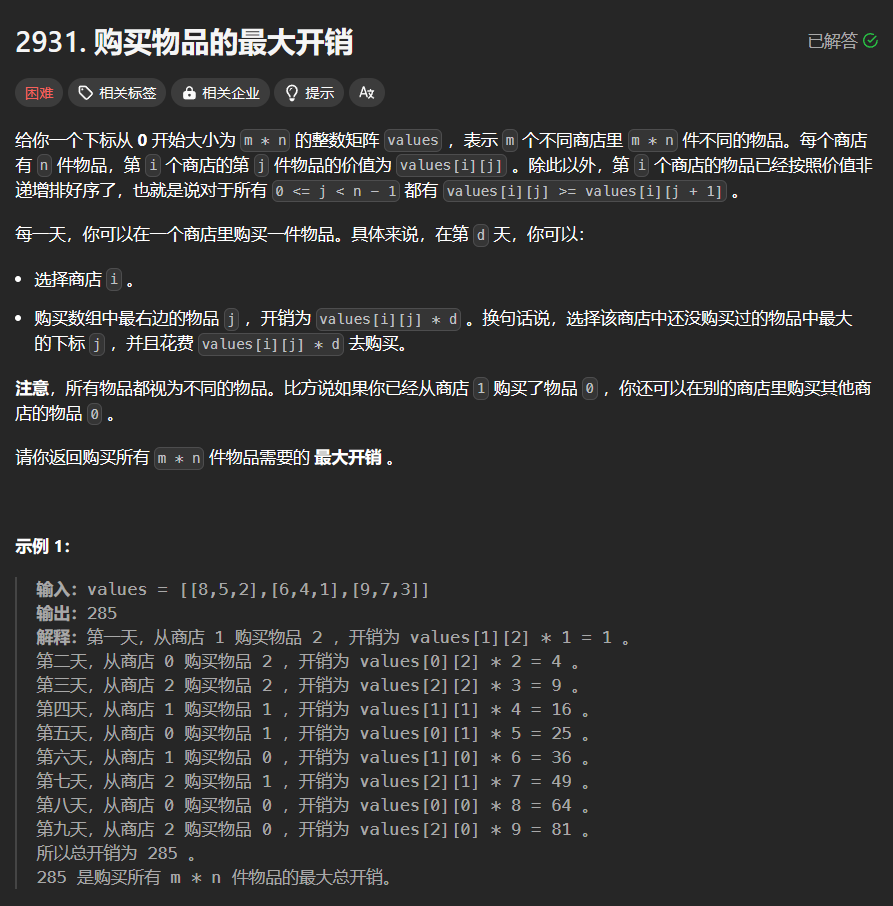 2931. 购买物品的最大开销
已解答
困难 相关标签 相关企业 提示 Aあ
给你一个下标从 0 开始大小为 m * n 的整数矩阵 values ，表示 m 个不同商店里 m * n 件不同的物品。每个商店
有 n 件物品，第 i 个商店的第 j 件物品的价值为 values[i][j] 。除此以外，第 i 个商店的物品已经按照价值非
递增排好序了，也就是说对于所有 0 <= j < n - 1 都有 values[i][j] >= values[i][j + 1] 。
每一天，你可以在一个商店里购买一件物品。具体来说，在第 d 天，你可以：
• 选择商店 i 。
• 购买数组中最右边的物品 j ，开销为 values[i][j] * d 。换句话说，选择该商店中还没购买过的物品中最大
的下标 j ，并且花费 values[i][j] * d 去购买。
注意，所有物品都视为不同的物品。比方说如果你已经从商店 1 购买了物品 0 ，你还可以在别的商店里购买其他商
店的物品 0 。
请你返回购买所有 m * n 件物品需要的 最大开销 。
示例 1：
输入：values = [[8,5,2],[6,4,1],[9,7,3]]
输出：285
解释：第一天，从商店 1 购买物品 2 ，开销为 values[1][2] * 1 = 1 。
第二天，从商店 0 购买物品 2 ，开销为 values[0][2] * 2 = 4 。
第三天，从商店 2 购买物品 2 ，开销为 values[2][2] * 3 = 9 。
第四天，从商店 1 购买物品 1 ，开销为 values[1][1] * 4 = 16 。
第五天，从商店 0 购买物品 1 ，开销为 values[0][1] * 5 = 25 。
第六天，从商店 1 购买物品 0 ，开销为 values[1][0] * 6 = 36 。
第七天，从商店 2 购买物品 1 ，开销为 values[2][1] * 7 = 49 。
第八天，从商店 0 购买物品 0 ，开销为 values[0][0] * 8 = 64 。
第九天，从商店 2 购买物品 0 ，开销为 values[2][0] * 9 = 81 。
所以总开销为 285 。
285 是购买所有 m * n 件物品的最大总开销。